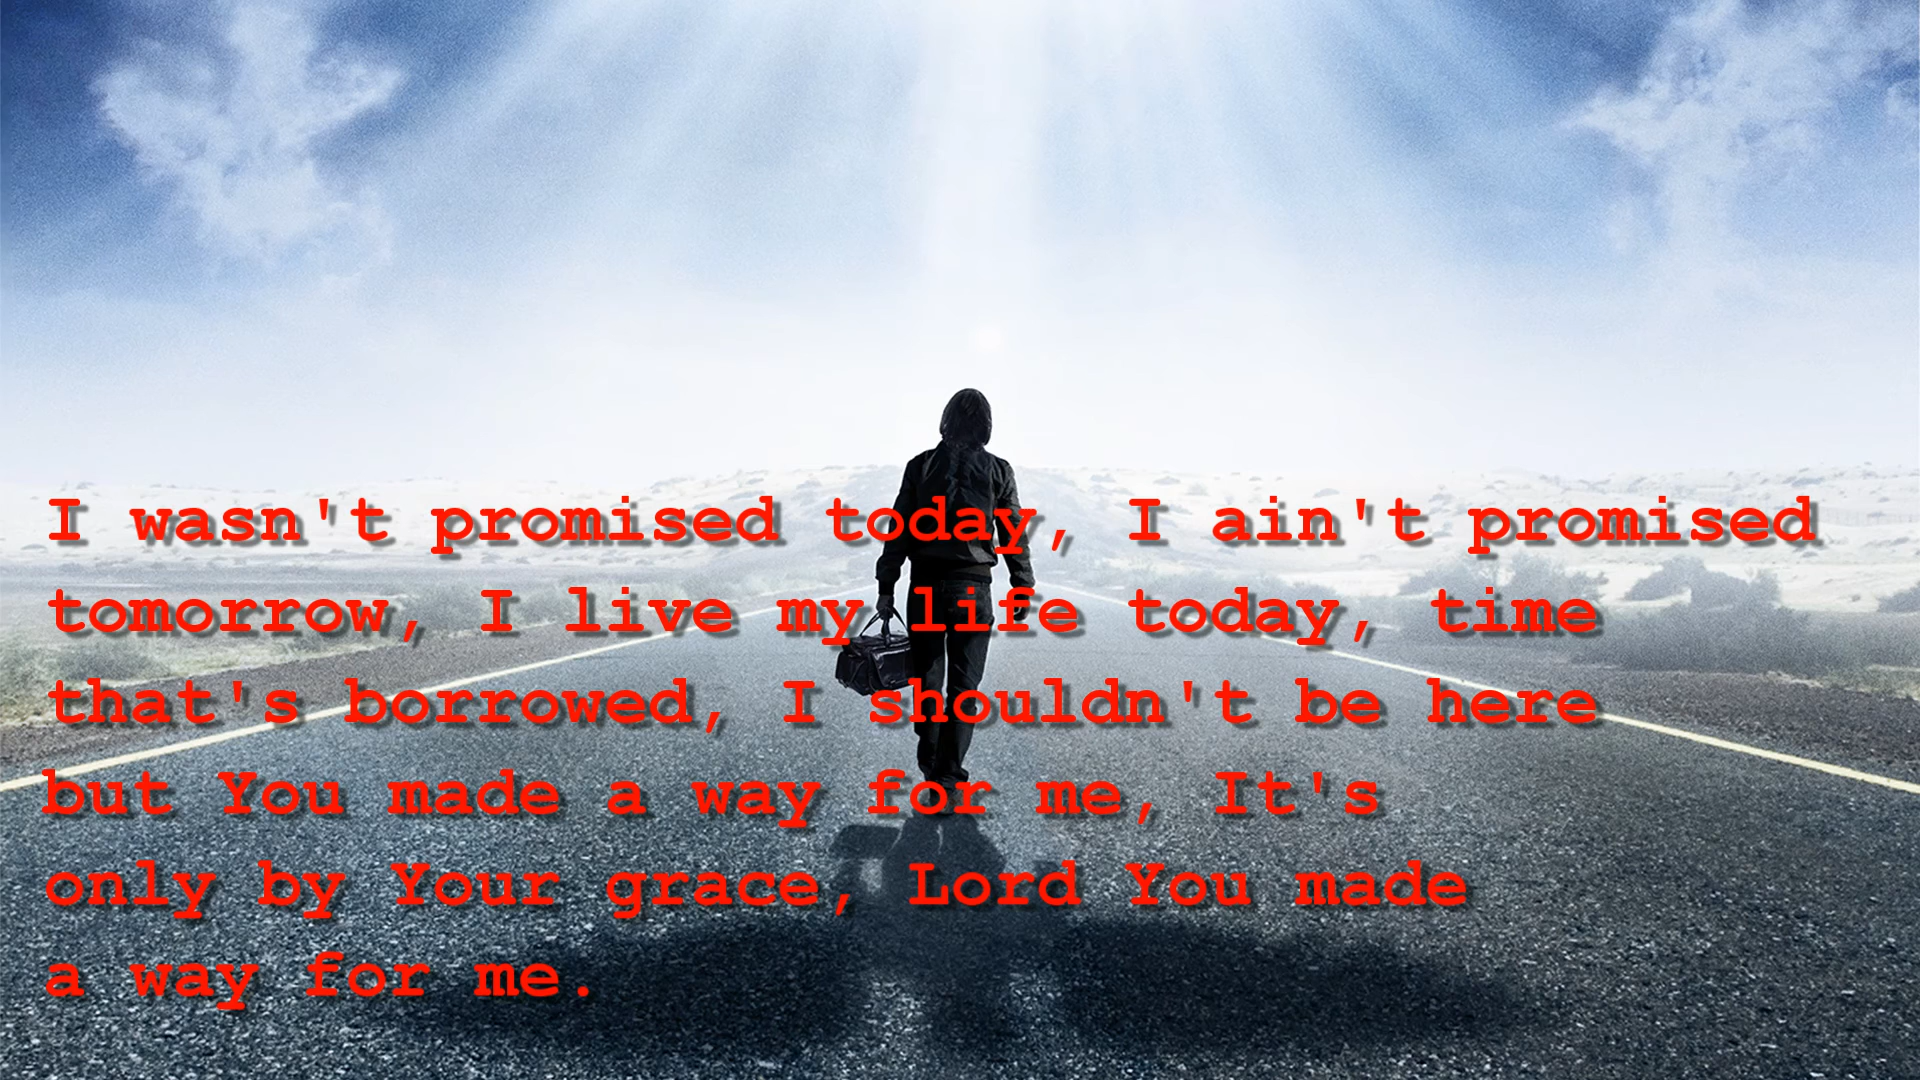 I wasn't promised today, I ain't promised
tomorrow, I live my life today, time
that's borrowed, I shouldn't be here
but You made a way for me, It's
only by Your grace, Lord You made
a way for me.